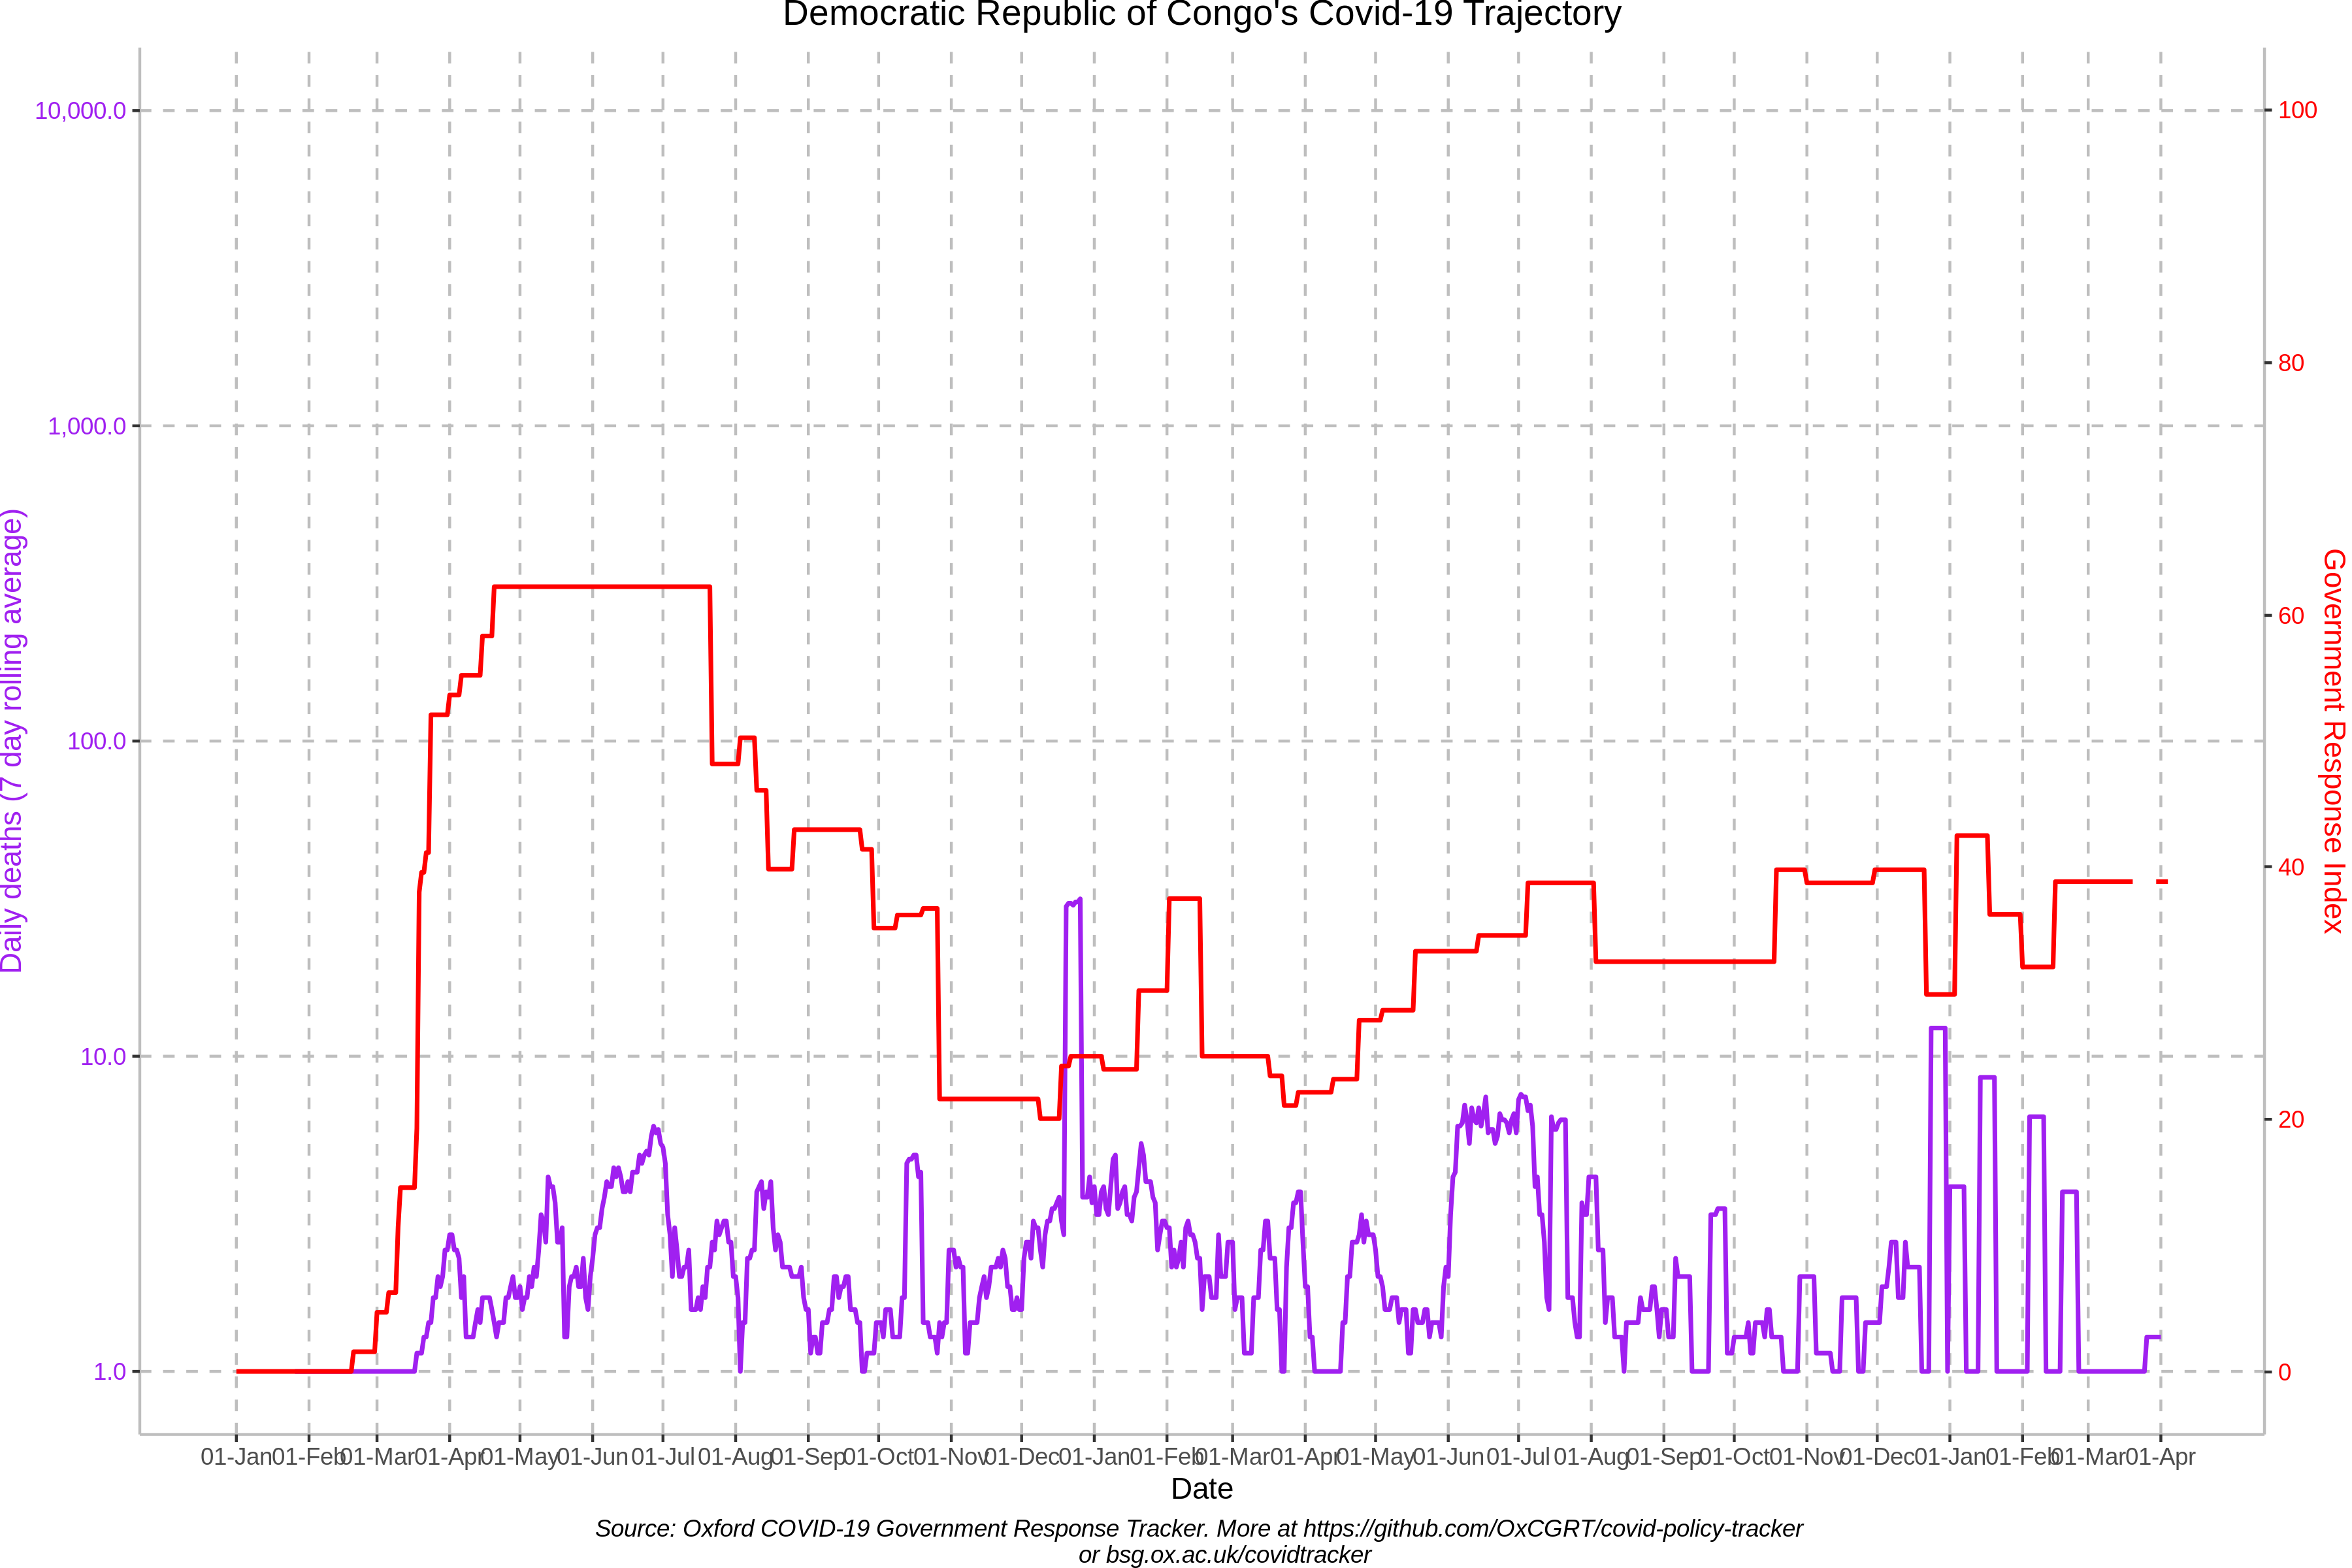 Democratic Republic of Congo's Covid-19 Trajectory
10,000.0
1,000.0
100.0
10.0
1.0
Daily deaths (7 day rolling average)
100
80
60
40
20
0
Government Response Index
01-Jan 01-Feb 01-Mar 01-Apr 01-May 01-Jun 01-Jul 01-Aug 01-Sep 01-Oct 01-Nov 01-Dec 01-Jan 01-Feb 01-Mar 01-Apr 01-May 01-Jun 01-Jul 01-Aug 01-Sep 01-Oct 01-Nov 01-Dec 01-Jan 01-Feb 01-Mar 01-Apr
Date
Source: Oxford COVID-19 Government Response Tracker. More at https://github.com/OxCGRT/covid-policy-tracker
or bsg.ox.ac.uk/covidtracker